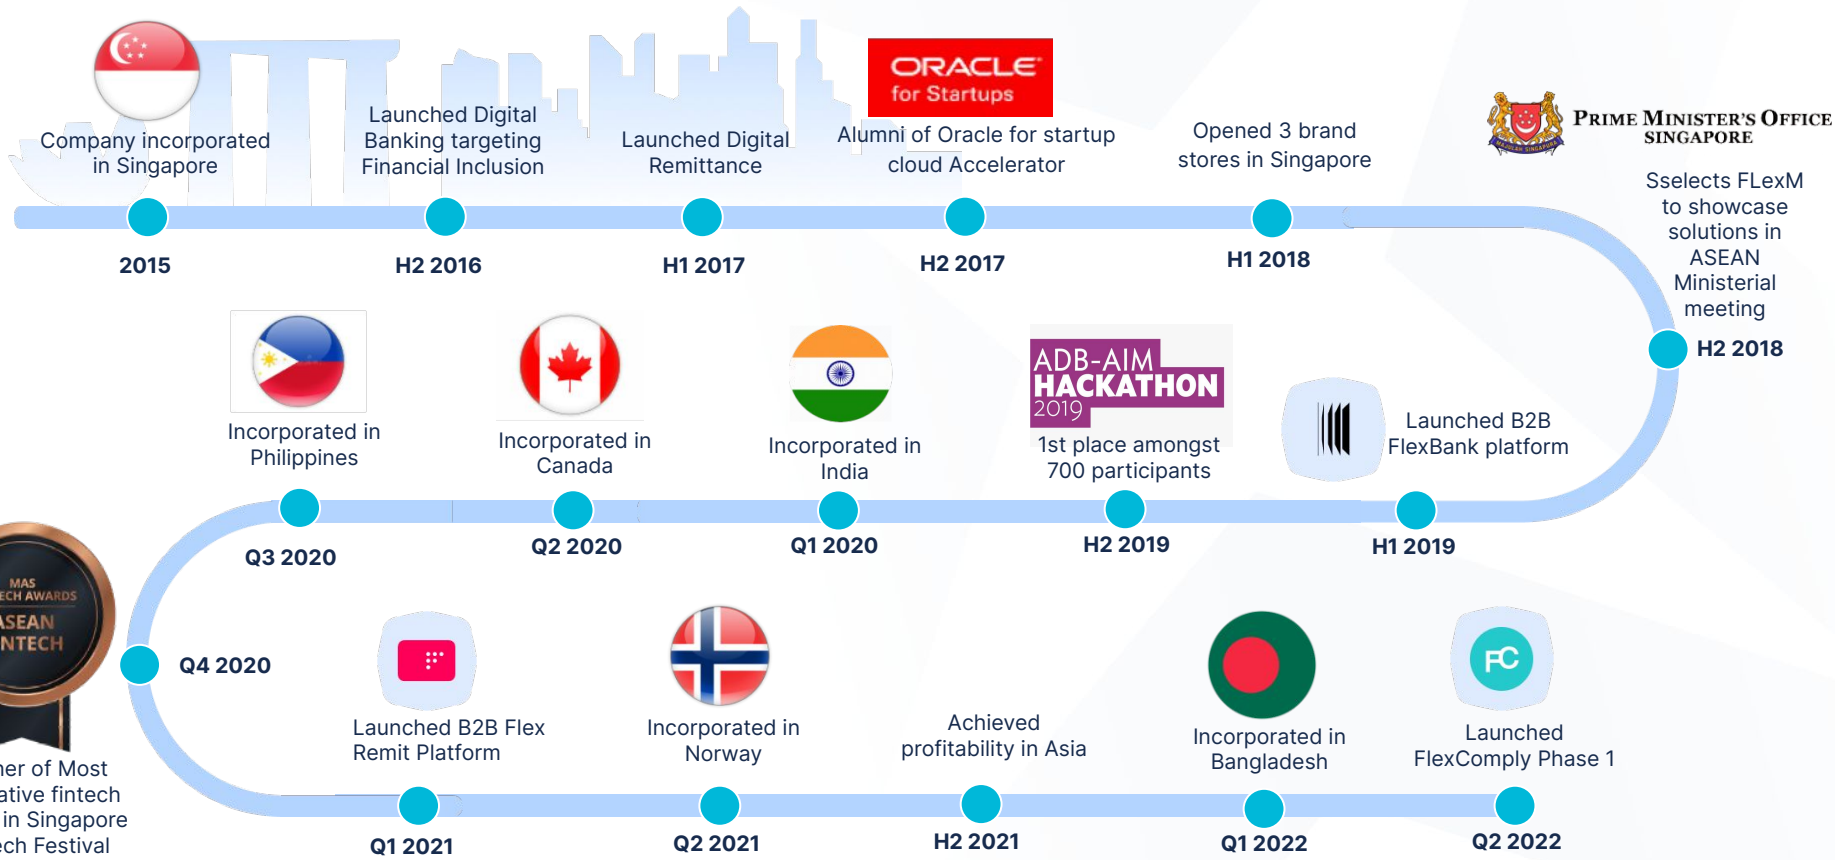 Company incorporated
in Singapore
2015
Launched Digital
Banking targeting
Financial Inclusion
H2 2016
Launched Digital
Remittance
H1 2017
ORACLE
for Startups
Alumni of Oracle for startup
cloud Accelerator
H2 2017
Opened 3 brand
stores in Singapore
H1 2018
PRIME MINISTER'S OFFICE
SINGAPORE
Sselects FLexM
to showcase
solutions in
ASEAN
Ministerial
meeting
H2 2018
Launched B2B
FlexBank platform
H1 2019
ADB-AIM
HACKATHON
2019
1st place amongst
700 participants
H2 2019
Incorporated in
India
Q1 2020
Incorporated in
Canada
Q2 2020
Incorporated in
Philippines
Q3 2020
MAS
AWARDS
of Most
fintech
in Singapore
Festival
Q4 2020
Launched B2B Flex
Remit Platform
Q1 2021
Incorporated in
Norway
Q2 2021
Achieved
profitability in Asia
H2 2021
Incorporated in
Bangladesh
Q1 2022
FC
Launched
FlexComply Phase 1
Q2 2022